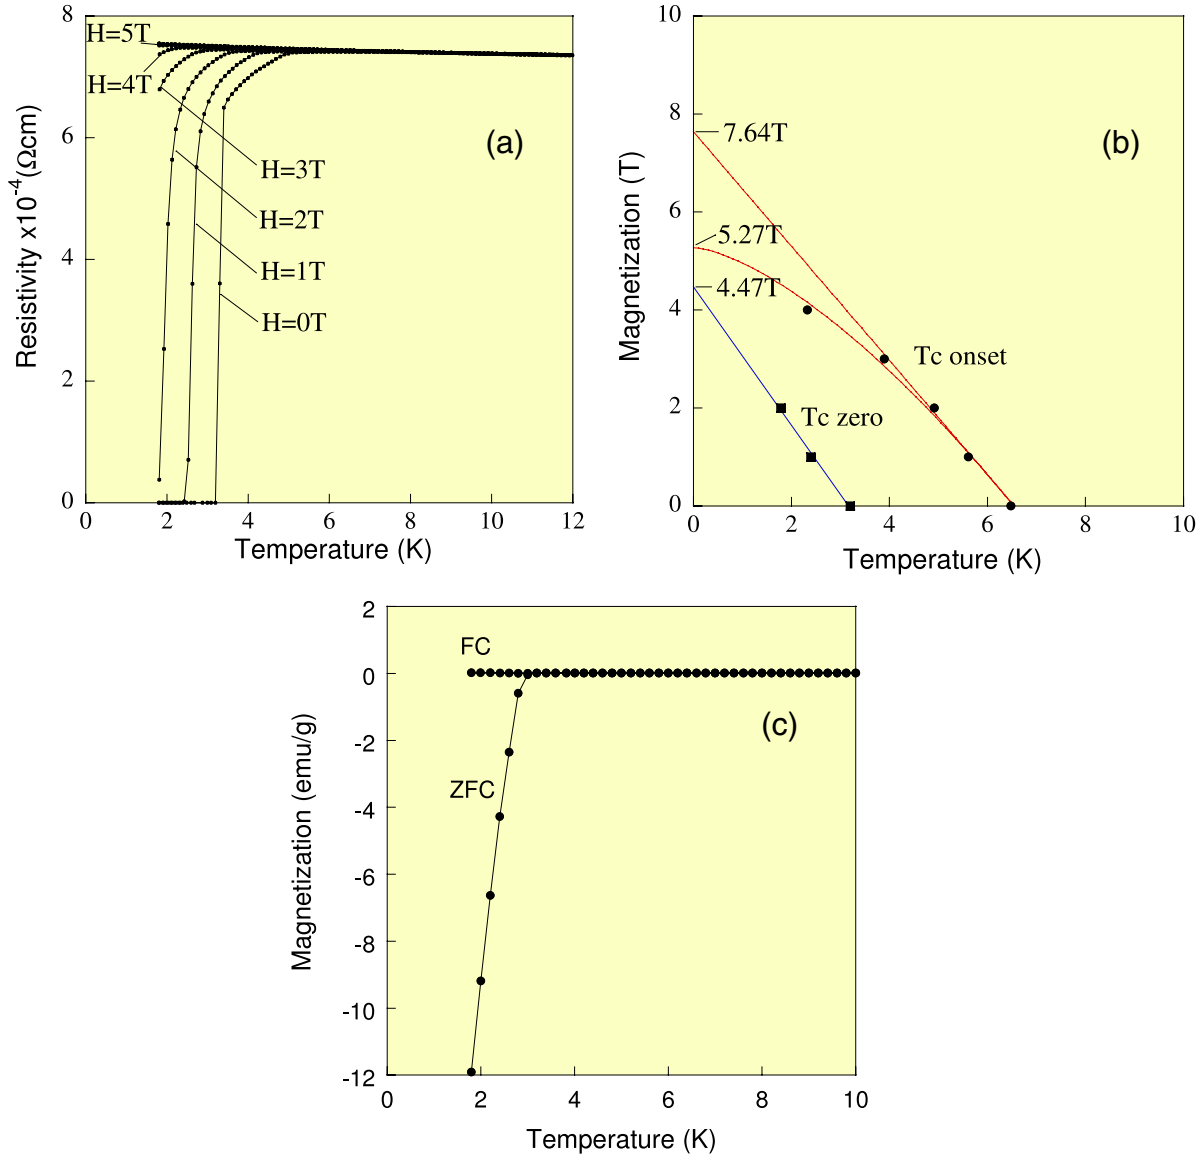 8
6
4
2
0
H=5T
H=4T
H=3T
H=2T
H=1T
H=0T
(a)
Resistivity x10-4(Ωcm)
0 2 4 6 8 10 12
Temperature (K)
10
8
6
4
2
0
7.64T
5.27T
4.47T
(b)
Tc onset
Tc zero
Magnetization (T)
0 2 4 6 8 10
Temperature (K)
2
0
-2
-4
-6
-8
-10
-12
FC
ZFC
(c)
Magnetization (emu/g)
0 2 4 6 8 10
Temperature (K)